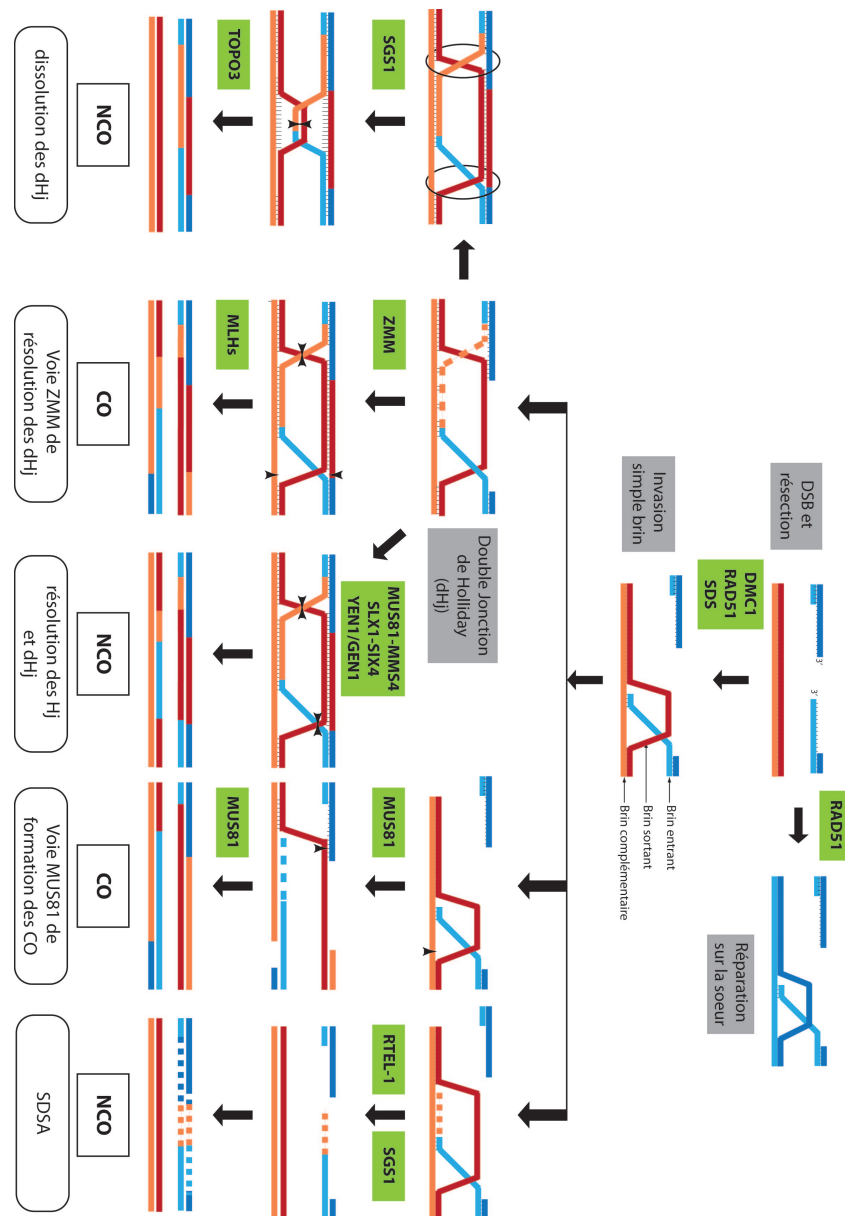 RAD51
DSB et
résection
3'
3'
Réparation
sur la soeur
DMC1
RAD51
SDS
Invasion
simple brin
Brin entrant
Brin sortant
Brin complémentaire
Double Jonction
de Holliday
(dHj)
SGS1
ZMM
MUS81-MMS4
SLX1-SIX4
YEN1/GEN1
MUS81
RTEL-1
SGS1
TOPO3
MLHs
MUS81
NCO
CO
NCO
CO
NCO
dissolution des dHj
Voie ZMM de
résolution des dHj
résolution des Hj
et dHj
Voie MUS81 de
formation des CO
SDSA